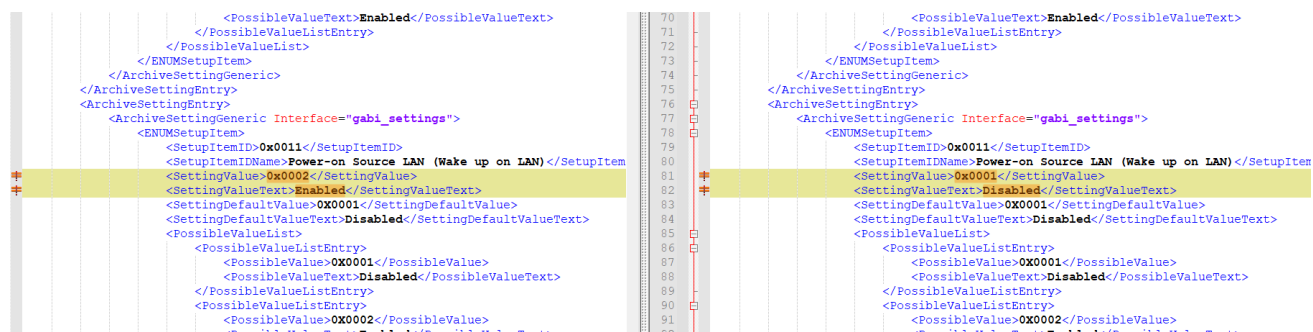 <PossibleValueText>Enabled</PossibleValueText>
</PossibleValueListEntry>
</PossibleValueList>
</ENUMSetupItem>
</ArchiveSettingGeneric>
</ArchiveSettingEntry>
<ArchiveSettingEntry>
<ArchiveSettingGeneric Interface="gabi_settings">
<ENUMSetupItem>
<SetupItemID>0x0011</SetupItemID>
<SetupItemIDName>Power-on Source LAN (Wake up on LAN)</SetupItem
<SettingValue>0x0002</SettingValue>
<SettingValueText>Enabled</SettingValueText>
<SettingDefaultValue>0X0001</SettingDefaultValue>
<SettingDefaultValueText>Disabled</SettingDefaultValueText>
<PossibleValueList>
<PossibleValueListEntry>
<PossibleValue>0X0001</PossibleValue>
<PossibleValueText>Disabled</PossibleValueText>
</PossibleValueListEntry>
<PossibleValueListEntry>
<PossibleValue>0X0002</PossibleValue>
70 <PossibleValueText>Enabled</PossibleValueText>
71 </PossibleValueListEntry>
72 </PossibleValueList>
73 </ENUMSetupItem>
74 </ArchiveSettingGeneric>
75 </ArchiveSettingEntry>
76 <ArchiveSettingEntry>
77 <ArchiveSettingGeneric Interface="gabi_settings">
78 <ENUMSetupItem>
79 <SetupItemID>0x0011</SetupItemID>
80 <SetupItemIDName>Power-on Source LAN (Wake up on LAN)</SetupItem
81 <SettingValue>0x0001</SettingValue>
82 <SettingValueText>Disabled</SettingValueText>
83 <SettingDefaultValue>0X0001</SettingDefaultValue>
84 <SettingDefaultValueText>Disabled</SettingDefaultValueText>
85 <PossibleValueList>
86 <PossibleValueListEntry>
87 <PossibleValue>0X0001</PossibleValue>
88 <PossibleValueText>Disabled</PossibleValueText>
89 </PossibleValueListEntry>
90 <PossibleValueListEntry>
91 <PossibleValue>0X0002</PossibleValue>